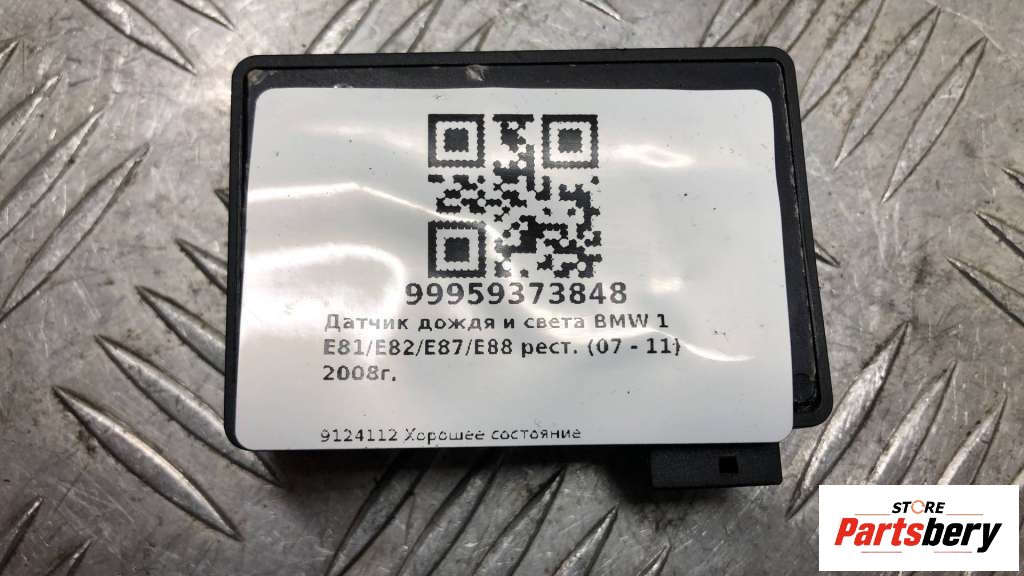 99959373848
Датчик дождя и света BMW 1
E81/E82/E87/E88 рест. (07 - 11)
2008г.
9124112 Хорошее состояние
STORE
Partsbery